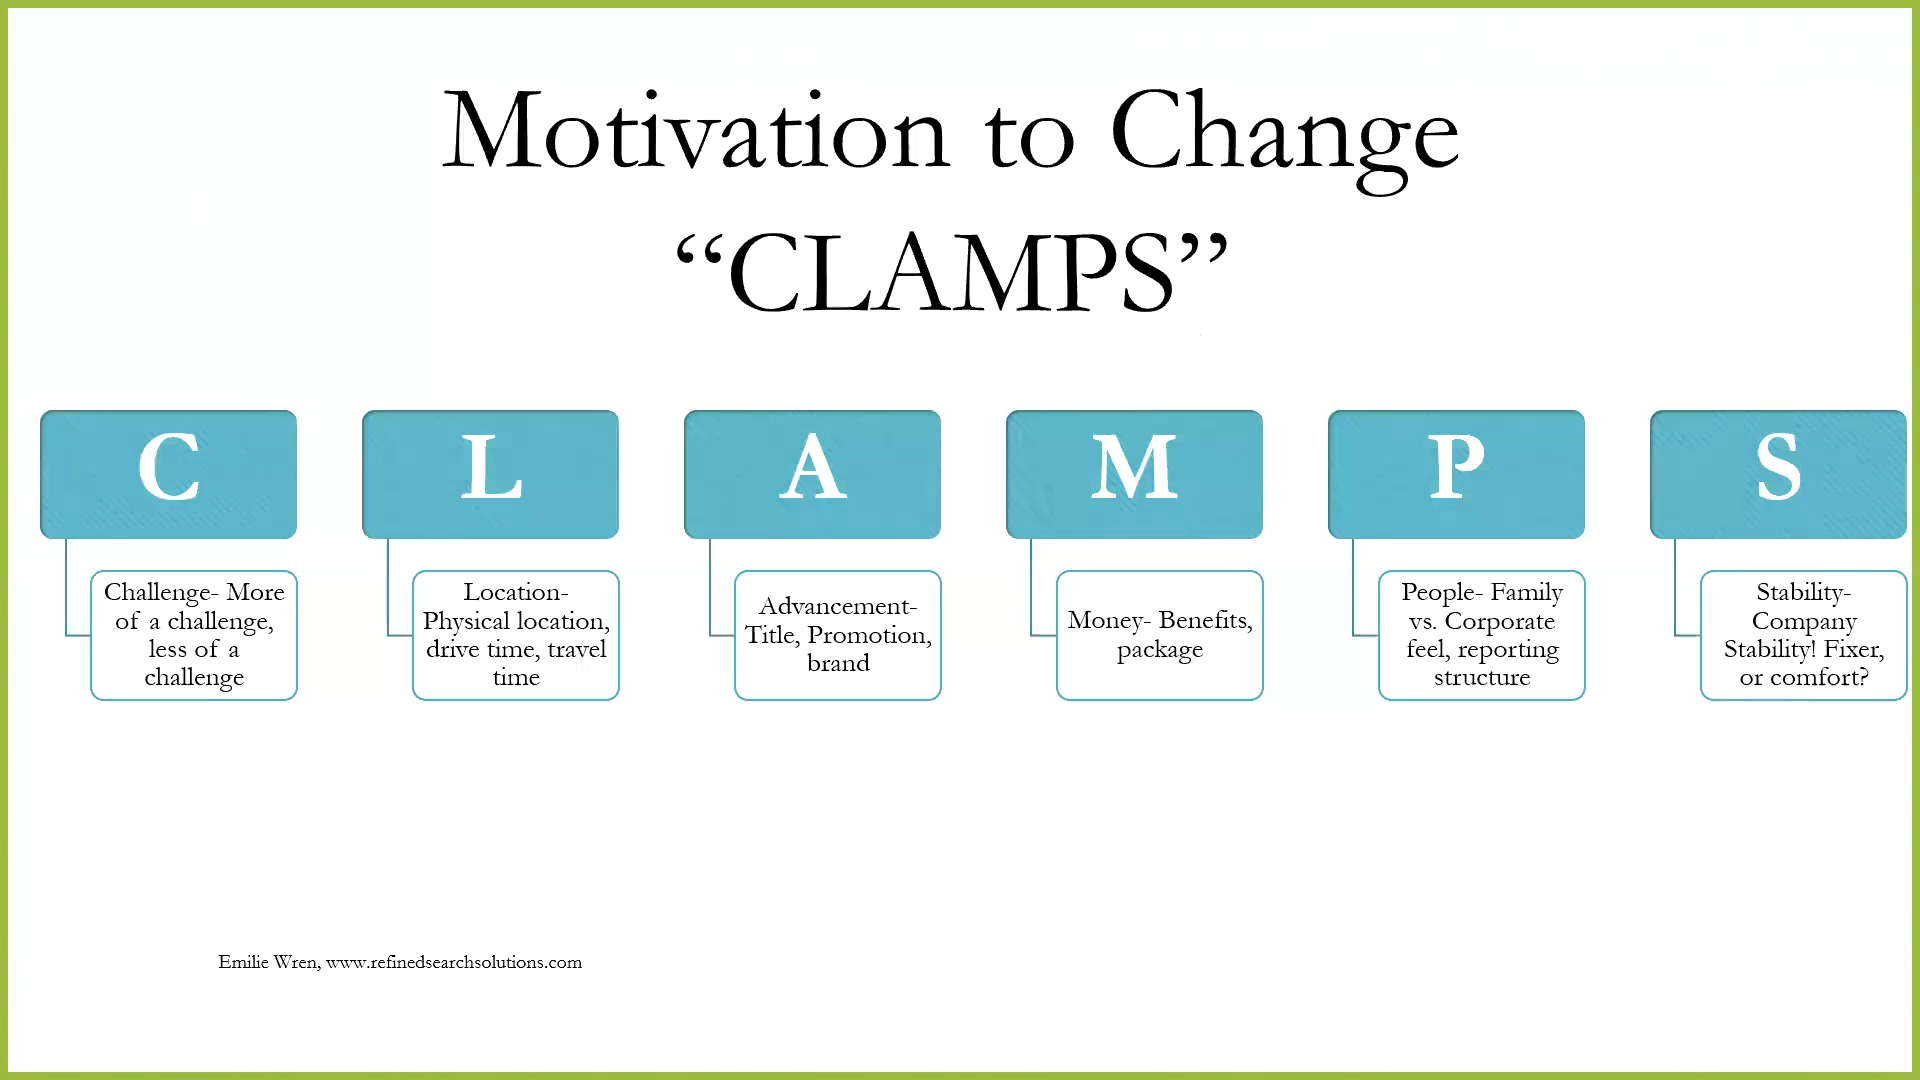 Motivation to Change
“CLAMPS”
C
L
A
M
P
S
Challenge- More
of a challenge,
less of a
challenge
Location-
Physical location,
drive time, travel
time
Advancement-
Title, Promotion,
brand
Money- Benefits,
package
People- Family
vs. Corporate
feel, reporting
structure
Stability-
Company
Stability! Fixer,
or comfort?
Emilie Wren, www.refinedsearchsolutions.com